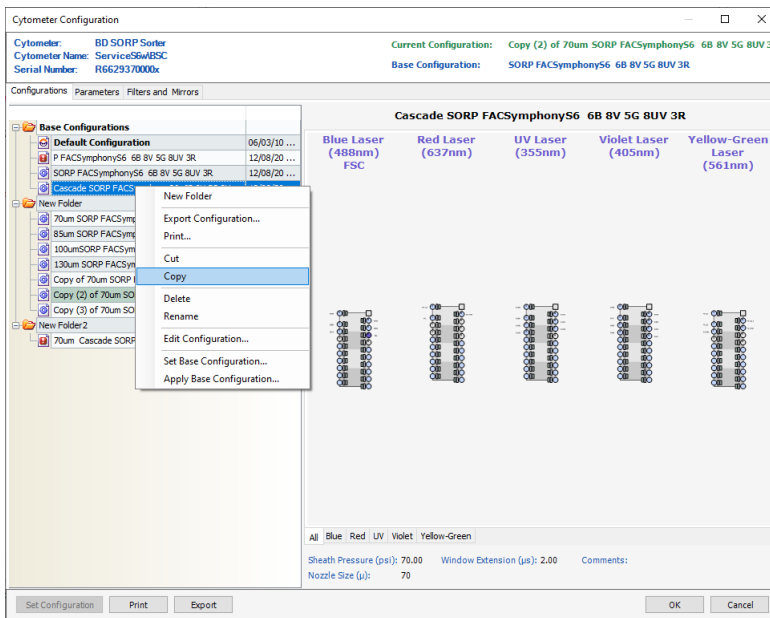 Cytometer Configuration
Cytometer: BD SORP Sorter
Cytometer Name: ServiceS6w\BSC
Serial Number: R6629370000x
Current Configuration: Copy (2) of 70um SORP FACSymphonyS6 6B 8V 5G 8UV 3
Base Configuration: SORP FACSymphonyS6 6B 8V 5G 8UV 3R
Configurations Parameters Filters and Mirrors
Base Configurations
Default Configuration 06/03/10 ...
P FACSymphonyS6 6B 8V 5G 8UV 3R 12/08/20 ...
SORP FACSymphonyS6 6B 8V 5G 8UV 3R 12/08/20 ...
Cascade SORP FACS
New Folder
70um SORP FACSymp
85um SORP FACSymp
100umSORP FACSym
130um SORP FACSyn
Copy of 70um SORP
Copy (2) of 70um SO
Copy (3) of 70um SO
New Folder2
70um Cascade SORP
New Folder
Export Configuration...
Print...
Cut
Copy
Delete
Rename
Edit Configuration...
Set Base Configuration...
Apply Base Configuration...
Cascade SORP FACSymphonyS6 6B 8V 5G 8UV 3R
Blue Laser (488nm) FSC
Red Laser (637nm)
UV Laser (355nm)
Violet Laser (405nm)
Yellow-Green Laser (561nm)
All Blue Red UV Violet Yellow-Green
Sheath Pressure (psi): 70.00 Window Extension (µs): 2.00 Comments:
Nozzle Size (µ): 70
Set Configuration Print Export OK Cancel